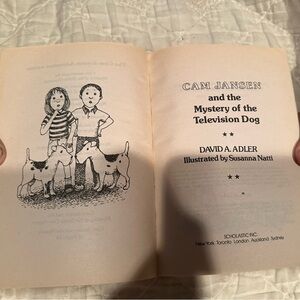 CAM JANSEN
and the
Mystery of the
Television Dog
DAVID A. ADLER
Illustrated by Susanna Natti
SCHOLASTIC INC.
New York Toronto London Auckland Sydney